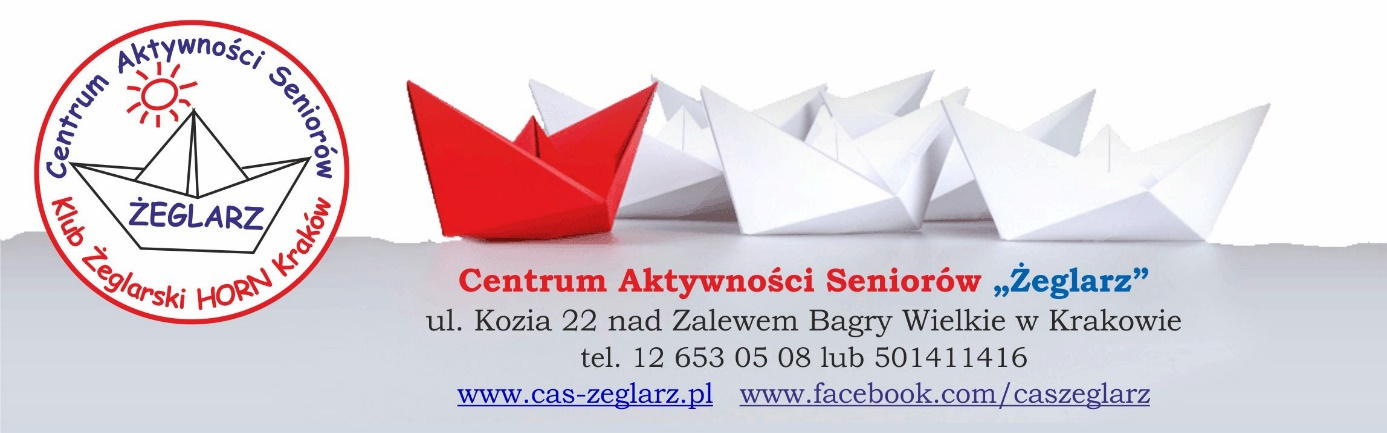 Centrum Aktywności Seniorów
ŻEGLARZ
Klub Żeglarski HORN Kraków
Centrum Aktywności Seniorów „Żeglarz”
ul. Kozia 22 nad Zalewem Bagry Wielkie w Krakowie
tel. 12 653 05 08 lub 501411416
www.cas-zeglarz.pl www.facebook.com/caszeglarz